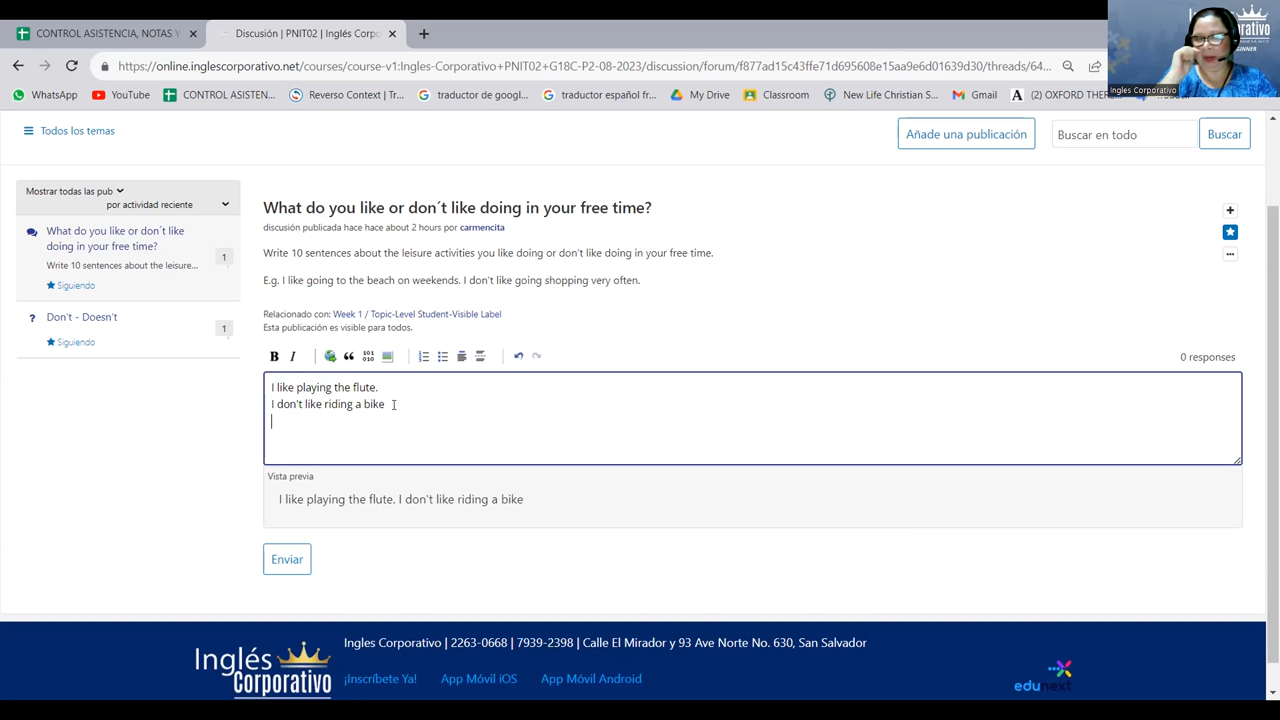 CONTROL ASISTENCIA, NOTAS Y
Discusión | PNIT02 | Inglés Corpo
https://online.inglescorporativo.net/courses/course-v1:Ingles-Corporativo+PNIT02+G18C-P2-08-2023/discussion/forum/f877ad15c43ffe71d695608e15aa9e6d01639d30/threads/64...
WhatsApp
YouTube
CONTROL ASISTEN...
Reverso Context | Tr...
traductor de googl...
traductor español fr...
My Drive
Classroom
New Life Christian S...
Gmail
(2) OXFORD THE
Ingles Corporativo
Todos los temas
Añade una publicación
Buscar en todo
Buscar
Mostrar todas las pub
por actividad reciente
What do you like or don´t like
doing in your free time?
Write 10 sentences about the leisure...
1
Siguiendo
Don't - Doesn't
1
Siguiendo
What do you like or don´t like doing in your free time?
discusión publicada hace hace about 2 hours por carmencita
Write 10 sentences about the leisure activities you like doing or don't like doing in your free time.
E.g. I like going to the beach on weekends. I don't like going shopping very often.
Relacionado con: Week 1 / Topic-Level Student-Visible Label
Esta publicación es visible para todos.
B I
0 responses
I like playing the flute.
I don't like riding a bike
Vista previa
I like playing the flute. I don't like riding a bike
Enviar
Inglés
Corporativo
Ingles Corporativo | 2263-0668 | 7939-2398 | Calle El Mirador y 93 Ave Norte No. 630, San Salvador
¡Inscríbete Ya!
App Móvil iOS
App Móvil Android
edunext